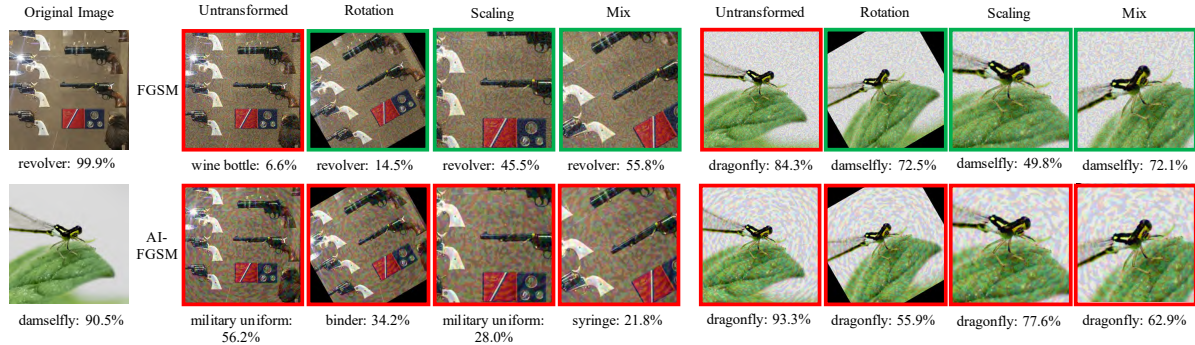 Original Image
Untransformed
Rotation
Scaling
Mix
Untransformed
Rotation
Scaling
Mix
FGSM
revolver: 99.9%
wine bottle: 6.6%
revolver: 14.5%
revolver: 45.5%
revolver: 55.8%
dragonfly: 84.3%
damselfly: 72.5%
damselfly: 49.8%
damselfly: 72.1%
AI-
FGSM
damselfly: 90.5%
military uniform:
56.2%
binder: 34.2%
military uniform:
28.0%
syringe: 21.8%
dragonfly: 93.3%
dragonfly: 55.9%
dragonfly: 77.6%
dragonfly: 62.9%